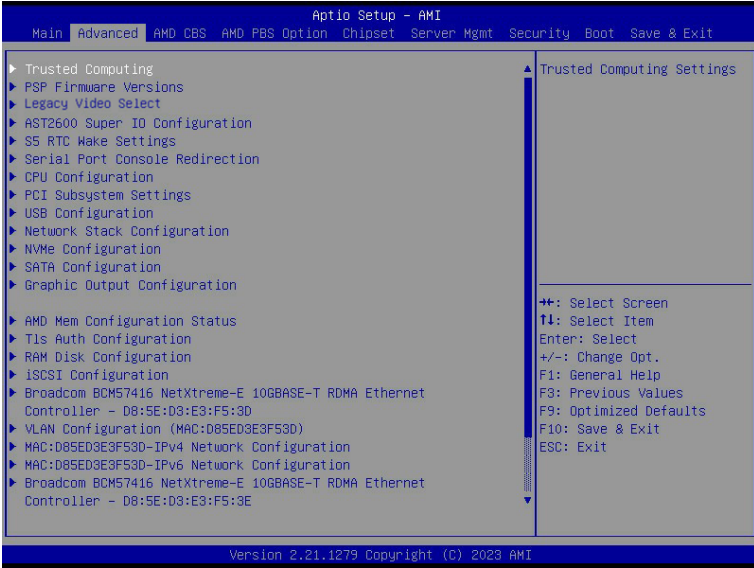 Aptio Setup – AMI
Main Advanced AMD CBS AMD PBS Option Chipset Server Mgmt Security Boot Save & Exit
Trusted Computing
PSP Firmware Versions
Legacy Video Select
AST2600 Super IO Configuration
S5 RTC Wake Settings
Serial Port Console Redirection
CPU Configuration
PCI Subsystem Settings
USB Configuration
Network Stack Configuration
NVMe Configuration
SATA Configuration
Graphic Output Configuration
AMD Mem Configuration Status
Tls Auth Configuration
RAM Disk Configuration
iSCSI Configuration
Broadcom BCM57416 NetXtreme-E 10GBASE-T RDMA Ethernet
Controller – D8:5E:D3:E3:F5:3D
VLAN Configuration (MAC:D85ED3E3F53D)
MAC:D85ED3E3F53D-IPv4 Network Configuration
MAC:D85ED3E3F53D-IPv6 Network Configuration
Broadcom BCM57416 NetXtreme-E 10GBASE-T RDMA Ethernet
Controller – D8:5E:D3:E3:F5:3E
Trusted Computing Settings
→←: Select Screen
↑↓: Select Item
Enter: Select
+/-: Change Opt.
F1: General Help
F3: Previous Values
F9: Optimized Defaults
F10: Save & Exit
ESC: Exit
Version 2.21.1279 Copyright (C) 2023 AMI